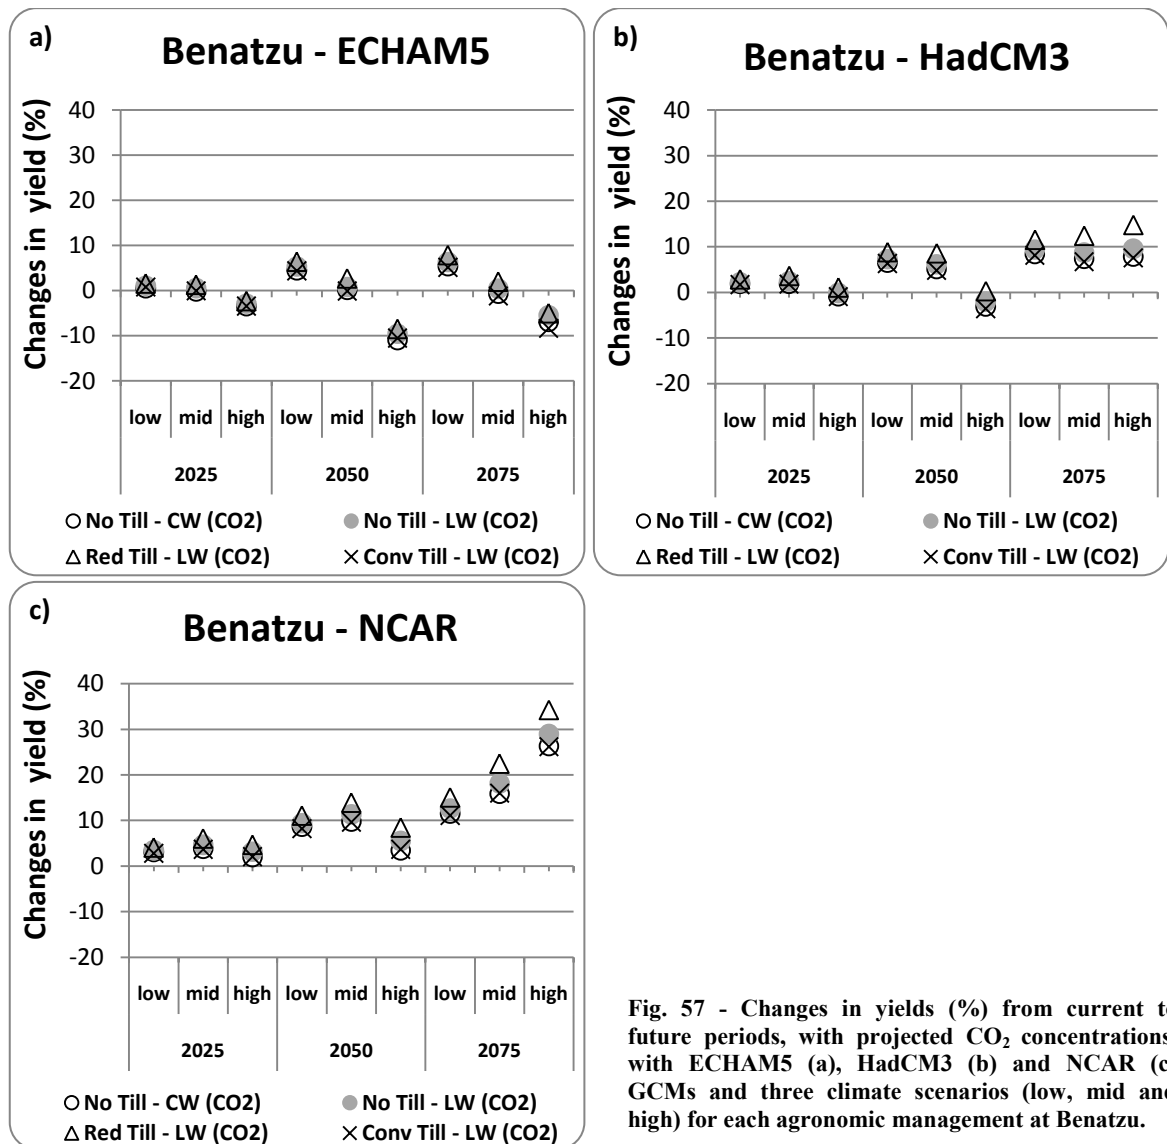 a)
Benatzu - ECHAM5
Changes in yield (%)
40
30
20
10
0
-10
-20
low mid high low mid high low mid high
2025 2050 2075
No Till - CW (CO2) No Till - LW (CO2)
Red Till - LW (CO2) Conv Till - LW (CO2)
b)
Benatzu - HadCM3
Changes in yield (%)
40
30
20
10
0
-10
-20
low mid high low mid high low mid high
2025 2050 2075
No Till - CW (CO2) No Till - LW (CO2)
Red Till - LW (CO2) Conv Till - LW (CO2)
c)
Benatzu - NCAR
Changes in yield (%)
40
30
20
10
0
-10
-20
low mid high low mid high low mid high
2025 2050 2075
No Till - CW (CO2) No Till - LW (CO2)
Red Till - LW (CO2) Conv Till - LW (CO2)
Fig. 57 - Changes in yields (%) from current to
future periods, with projected CO₂ concentrations
with ECHAM5 (a), HadCM3 (b) and NCAR (c
GCMs and three climate scenarios (low, mid and
high) for each agronomic management at Benatzu.